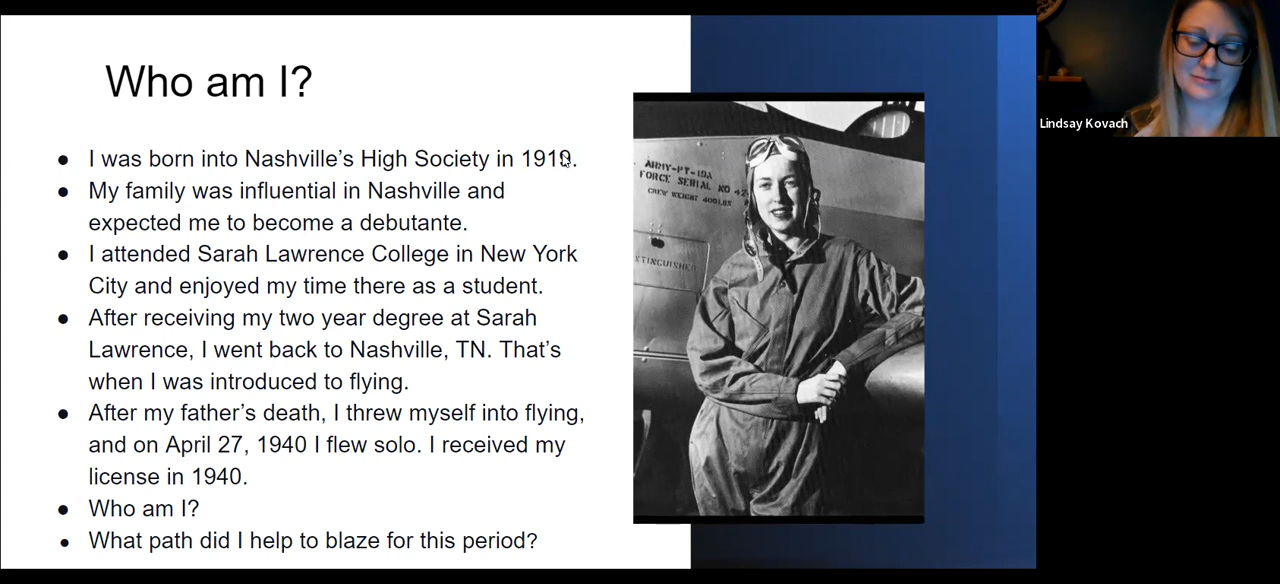 Who am I?
● I was born into Nashville's High Society in 1919.
● My family was influential in Nashville and
expected me to become a debutante.
● I attended Sarah Lawrence College in New York
City and enjoyed my time there as a student.
● After receiving my two year degree at Sarah
Lawrence, I went back to Nashville, TN. That's
when I was introduced to flying.
● After my father's death, I threw myself into flying,
and on April 27, 1940 I flew solo. I received my
license in 1940.
● Who am I?
● What path did I help to blaze for this period?
ARMY-PT-19A
FORCE SERIAL NO 42-
CREW WEIGHT 400 LBS
XTINGUISHER
Lindsay Kovach